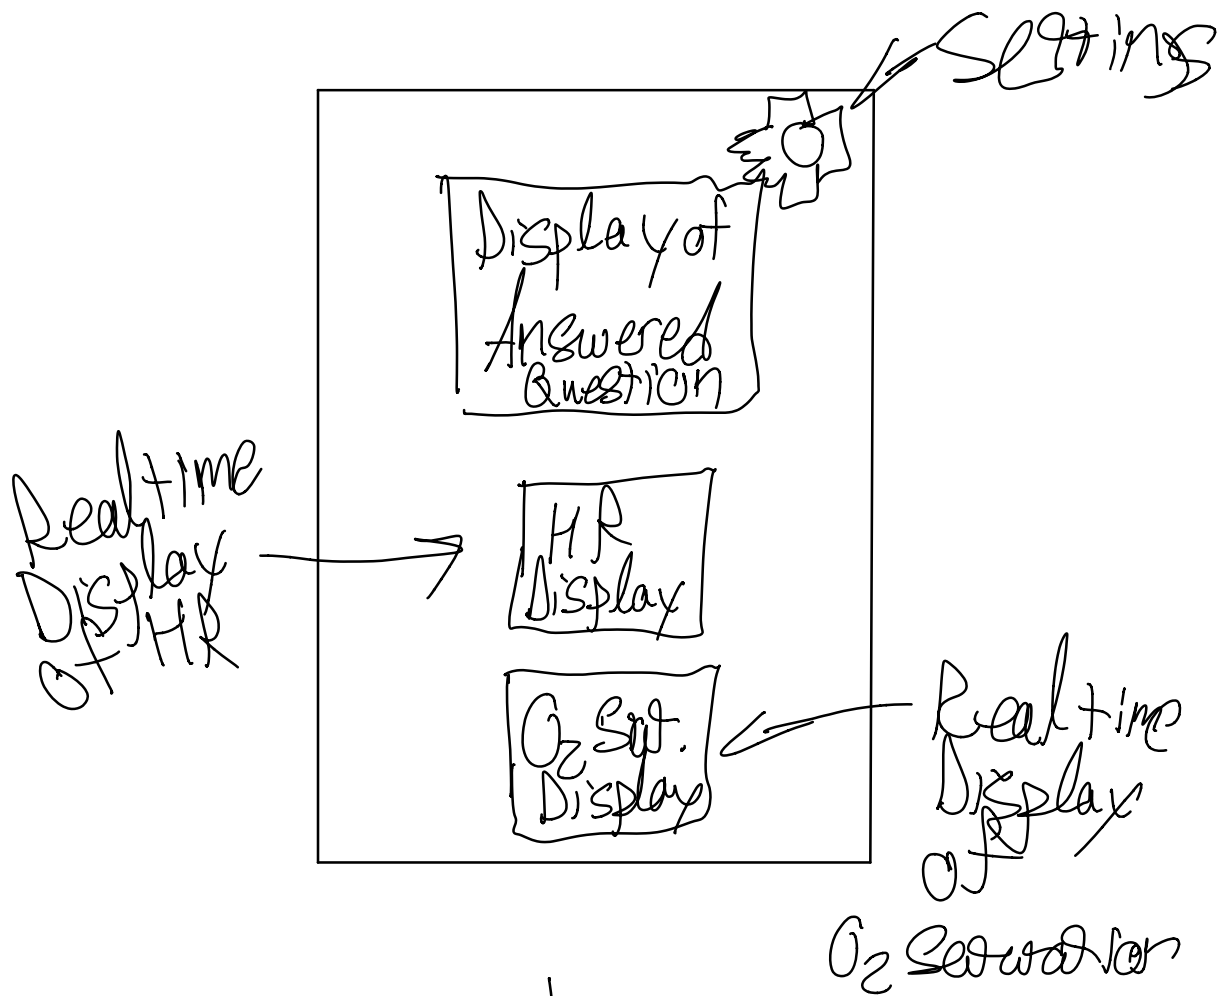 Settings
Display of
Answered
Question
Realtime
Display
of HR
HR
Display
O₂ Sat.
Display
Realtime
Display
of
O₂ Saturation